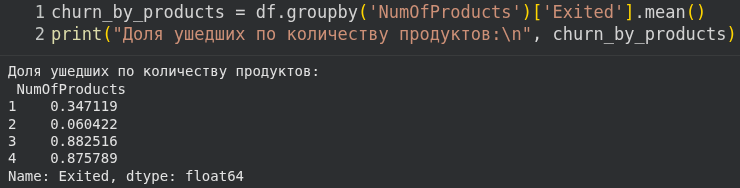 1 churn_by_products = df.groupby('NumOfProducts')['Exited'].mean()
2 print("Доля ушедших по количеству продуктов:\n", churn_by_products)
Доля ушедших по количеству продуктов:
NumOfProducts
1    0.347119
2    0.060422
3    0.882516
4    0.875789
Name: Exited, dtype: float64